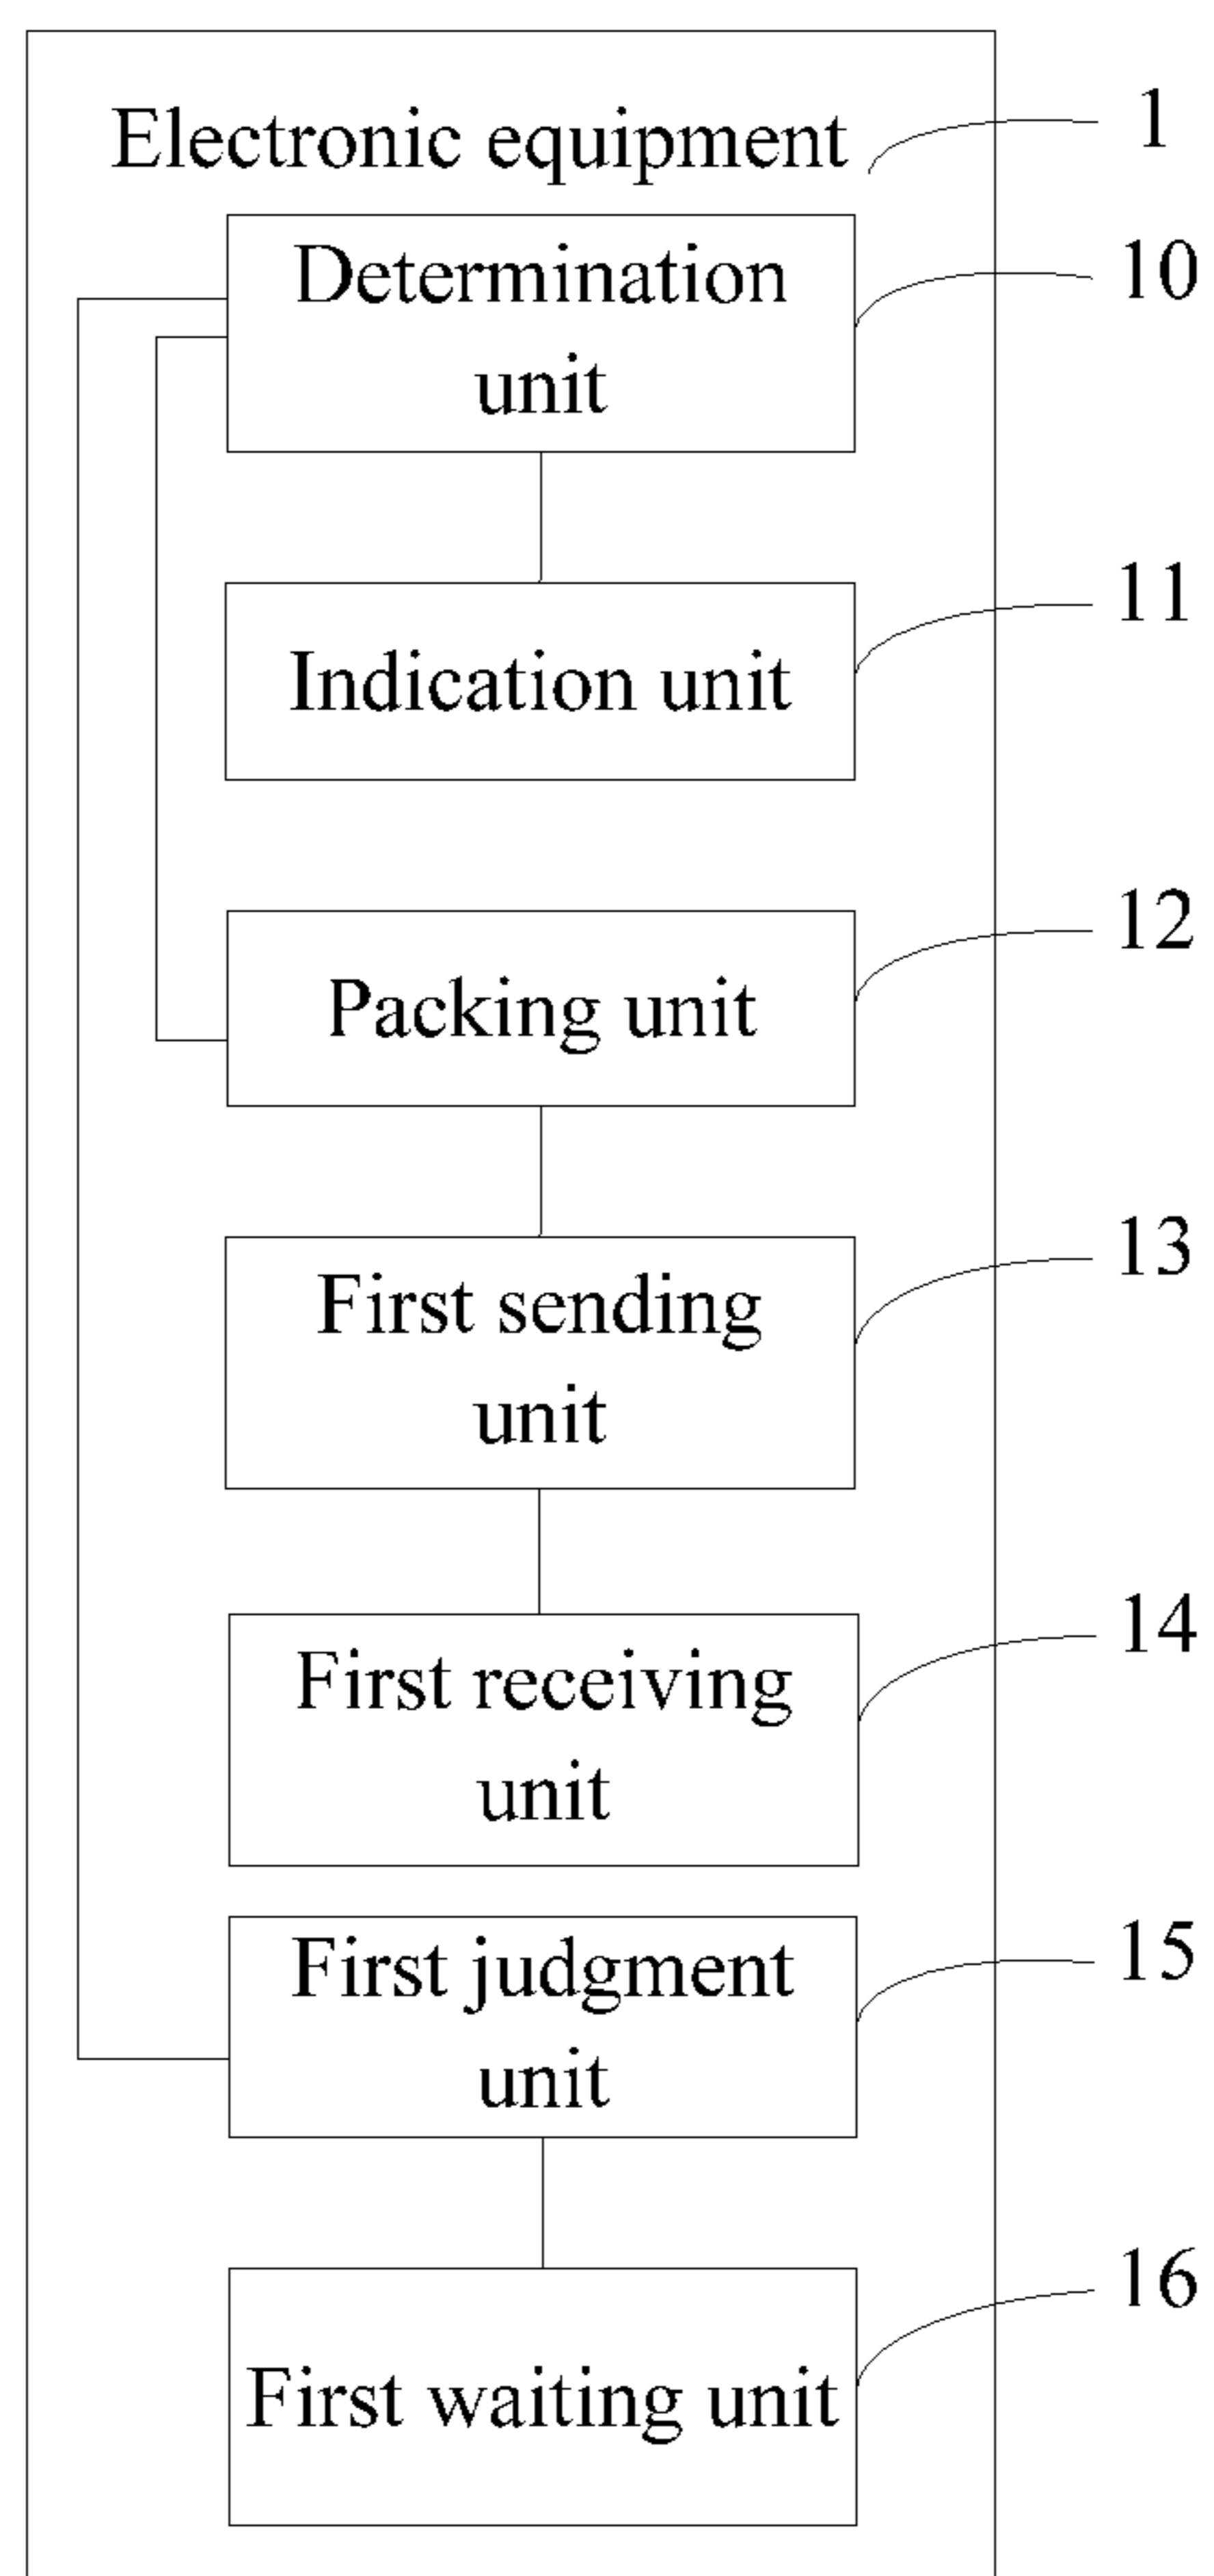 Electronic equipment
1
Determination
unit
10
Indication unit
11
Packing unit
12
First sending
unit
13
First receiving
unit
14
First judgment
unit
15
First waiting unit
16